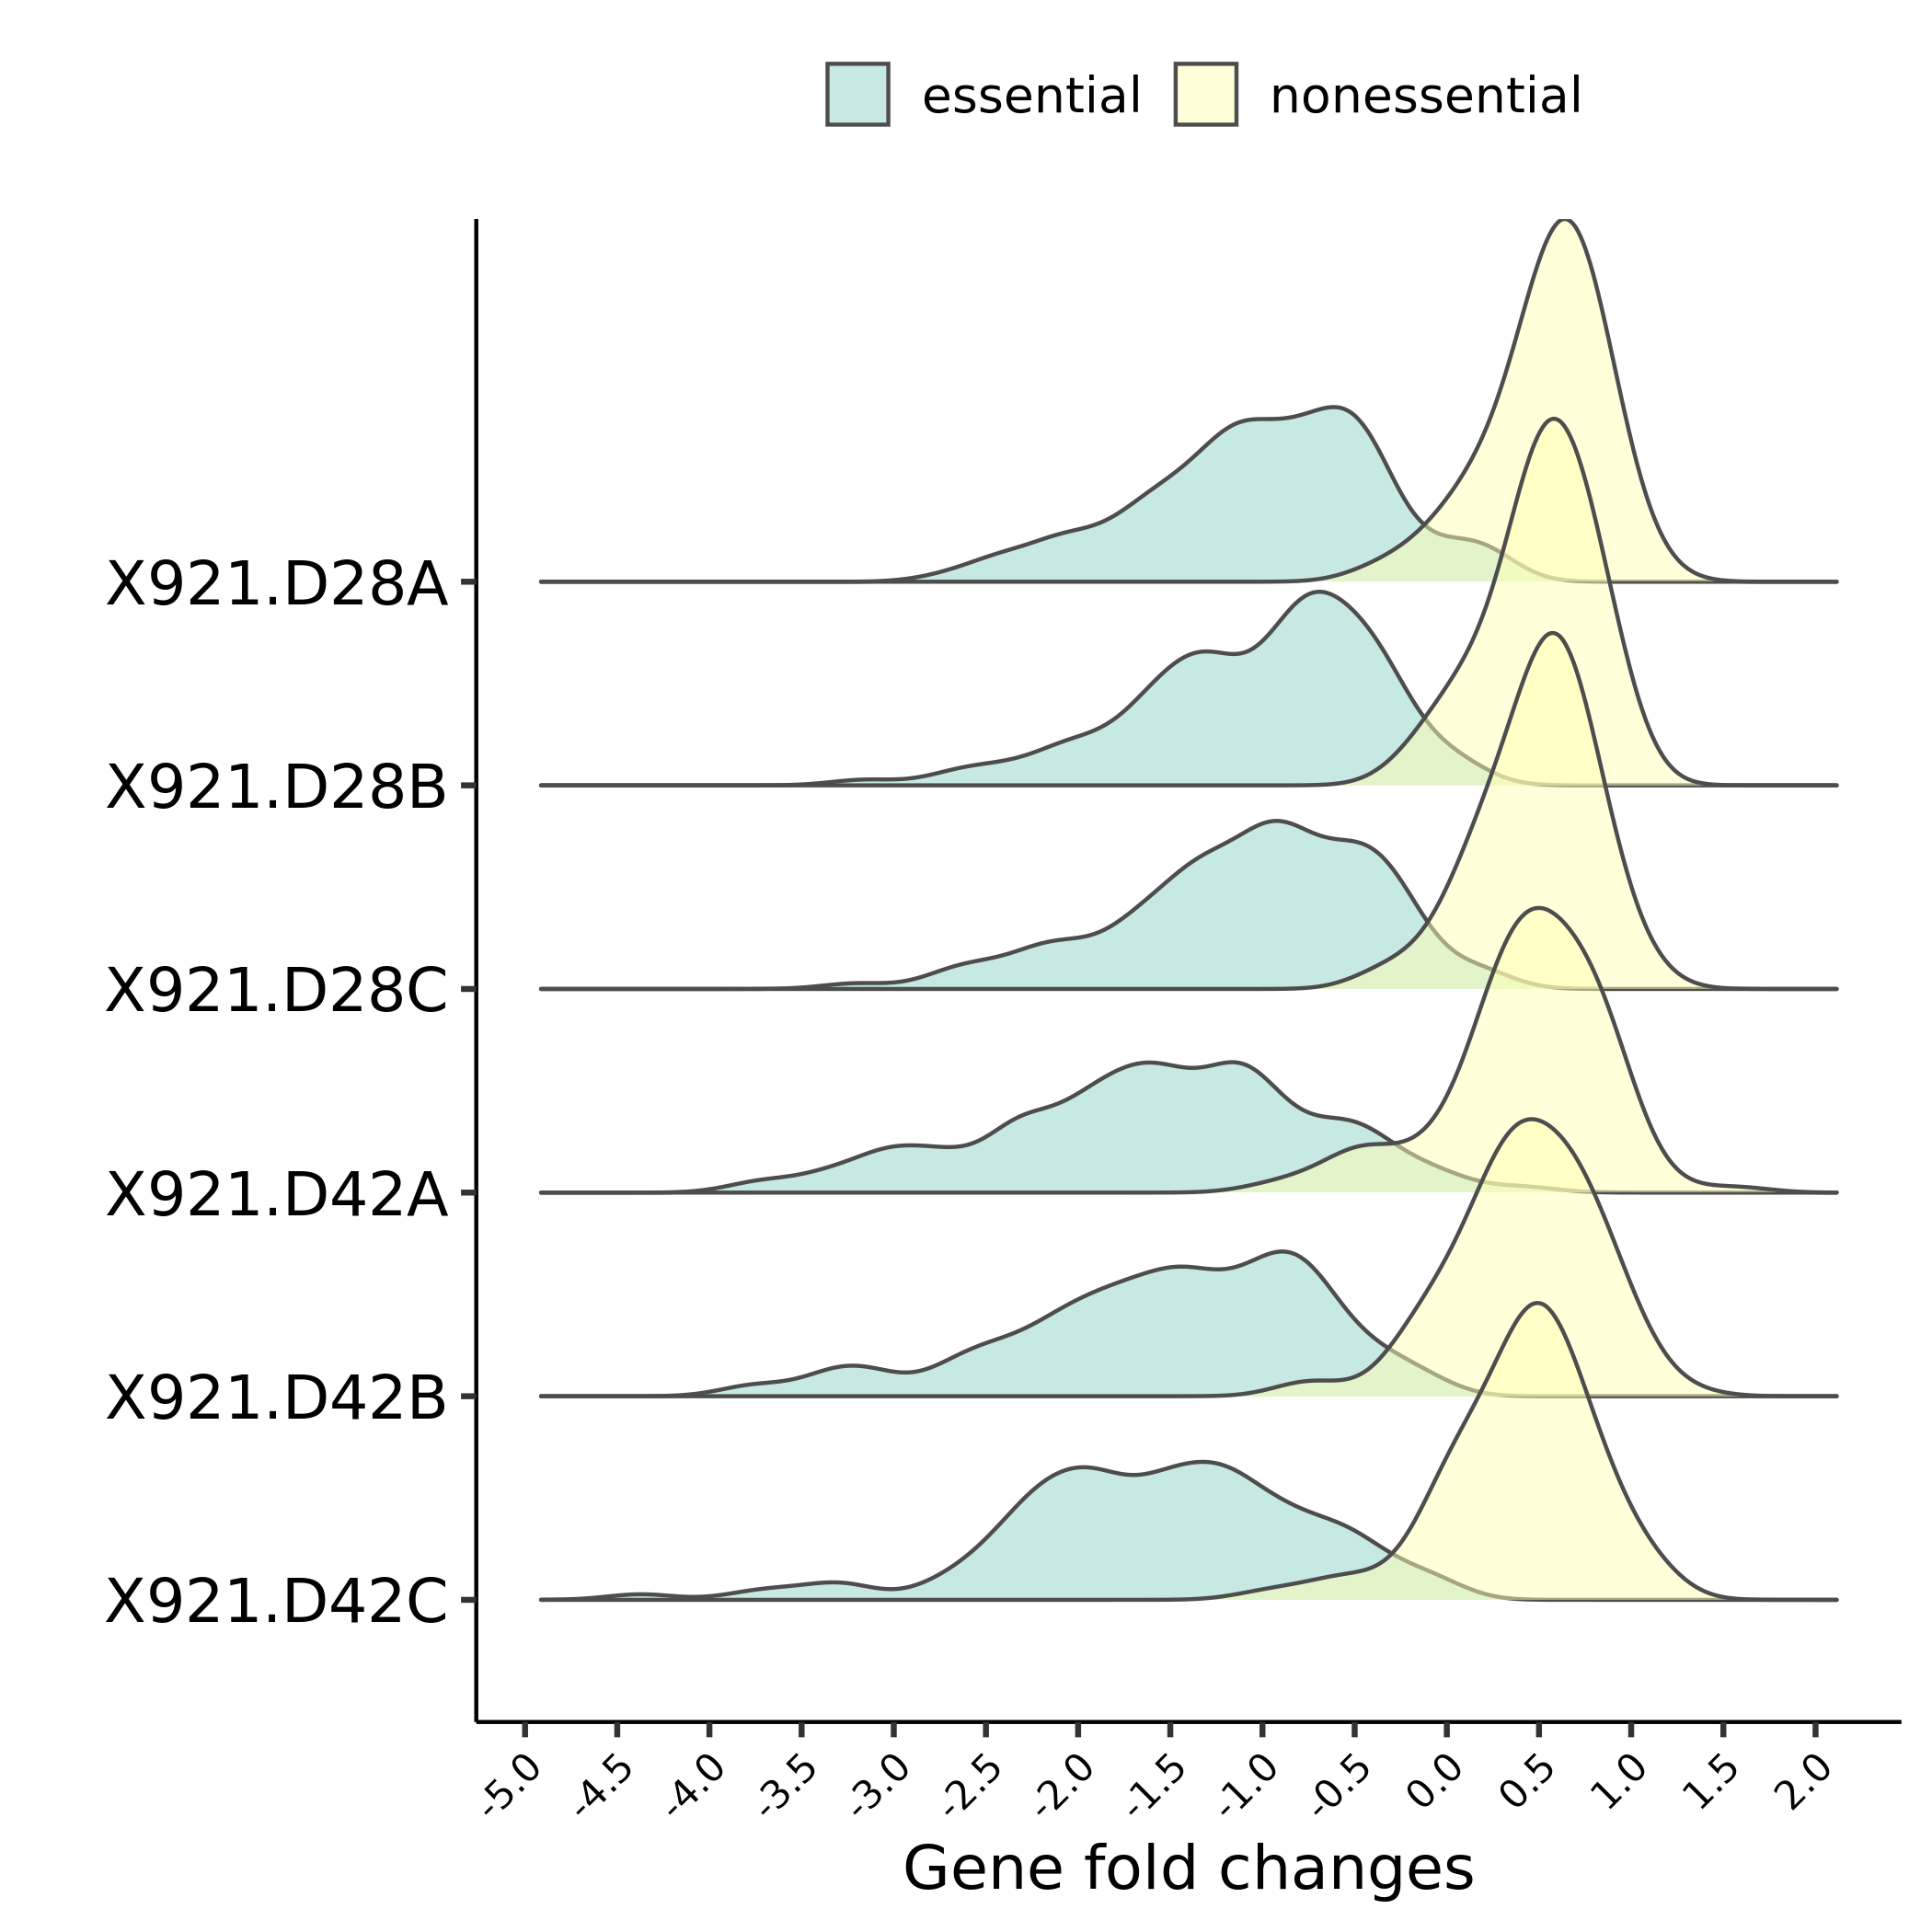 essential nonessential
X921.D28A
X921.D28B
X921.D28C
X921.D42A
X921.D42B
X921.D42C
-5.0 -4.5 -4.0 -3.5 -3.0 -2.5 -2.0 -1.5 -1.0 -0.5 0.0 0.5 1.0 1.5 2.0
Gene fold changes